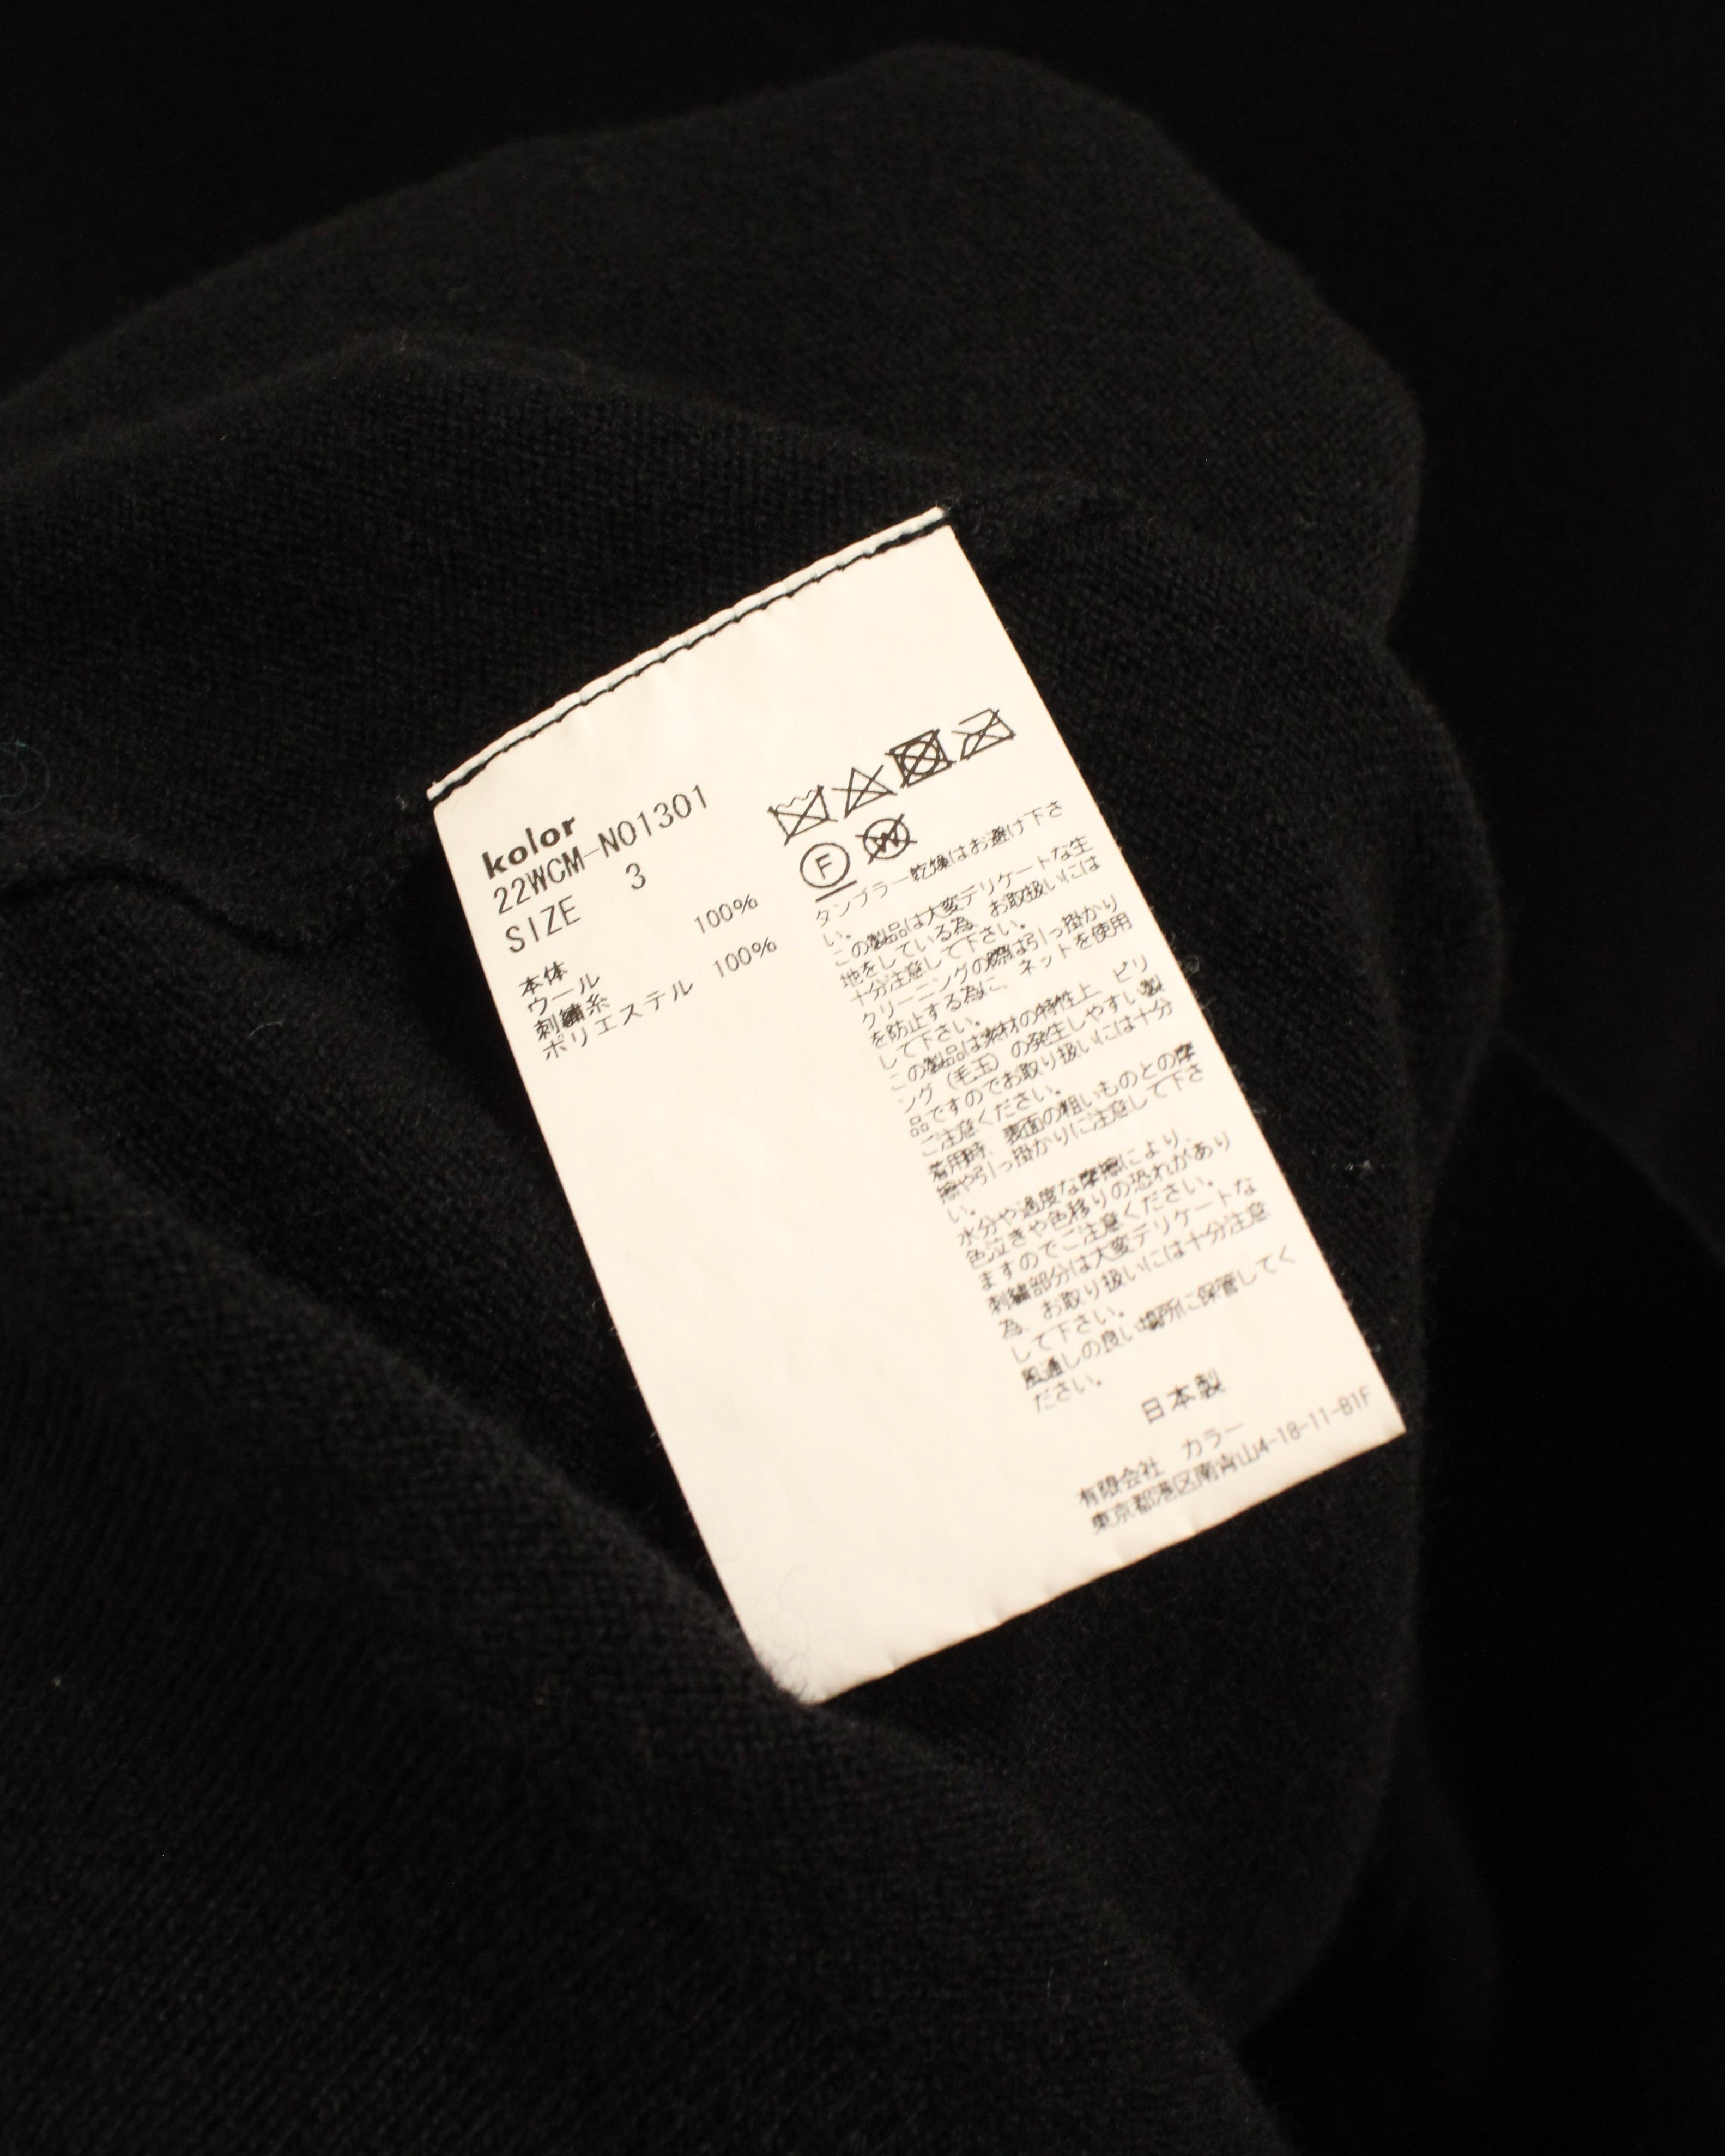 kolor
22WCM-N01301
SIZE 3
本体
ウール 100%
刺繍糸
ポリエステル 100%
F
W
タンブラー乾燥はお避け下さ
い。
この製品は大変デリケートな生
地をしている為、お取扱いには
十分注意して下さい。
クリーニングの際は引っ掛かり
を防止する為に、ネットを使用
して下さい。
この製品は素材の特性上、ピリ
ング(毛玉)の発生しやすい製
品ですのでお取り扱いには十分
ご注意ください。
着用時、表面の粗いものとの摩
擦や引っ掛かりに注意して下さ
い。
水分や過度な摩擦により、
色泣きや色移りの恐れがあり
ますのでご注意ください。
刺繍部分は大変デリケートな
為、お取り扱いには十分注意
して下さい。
風通しの良い場所に保管してく
ださい。
日本製
有限会社 カラー
東京都港区南青山4-18-11-B1F